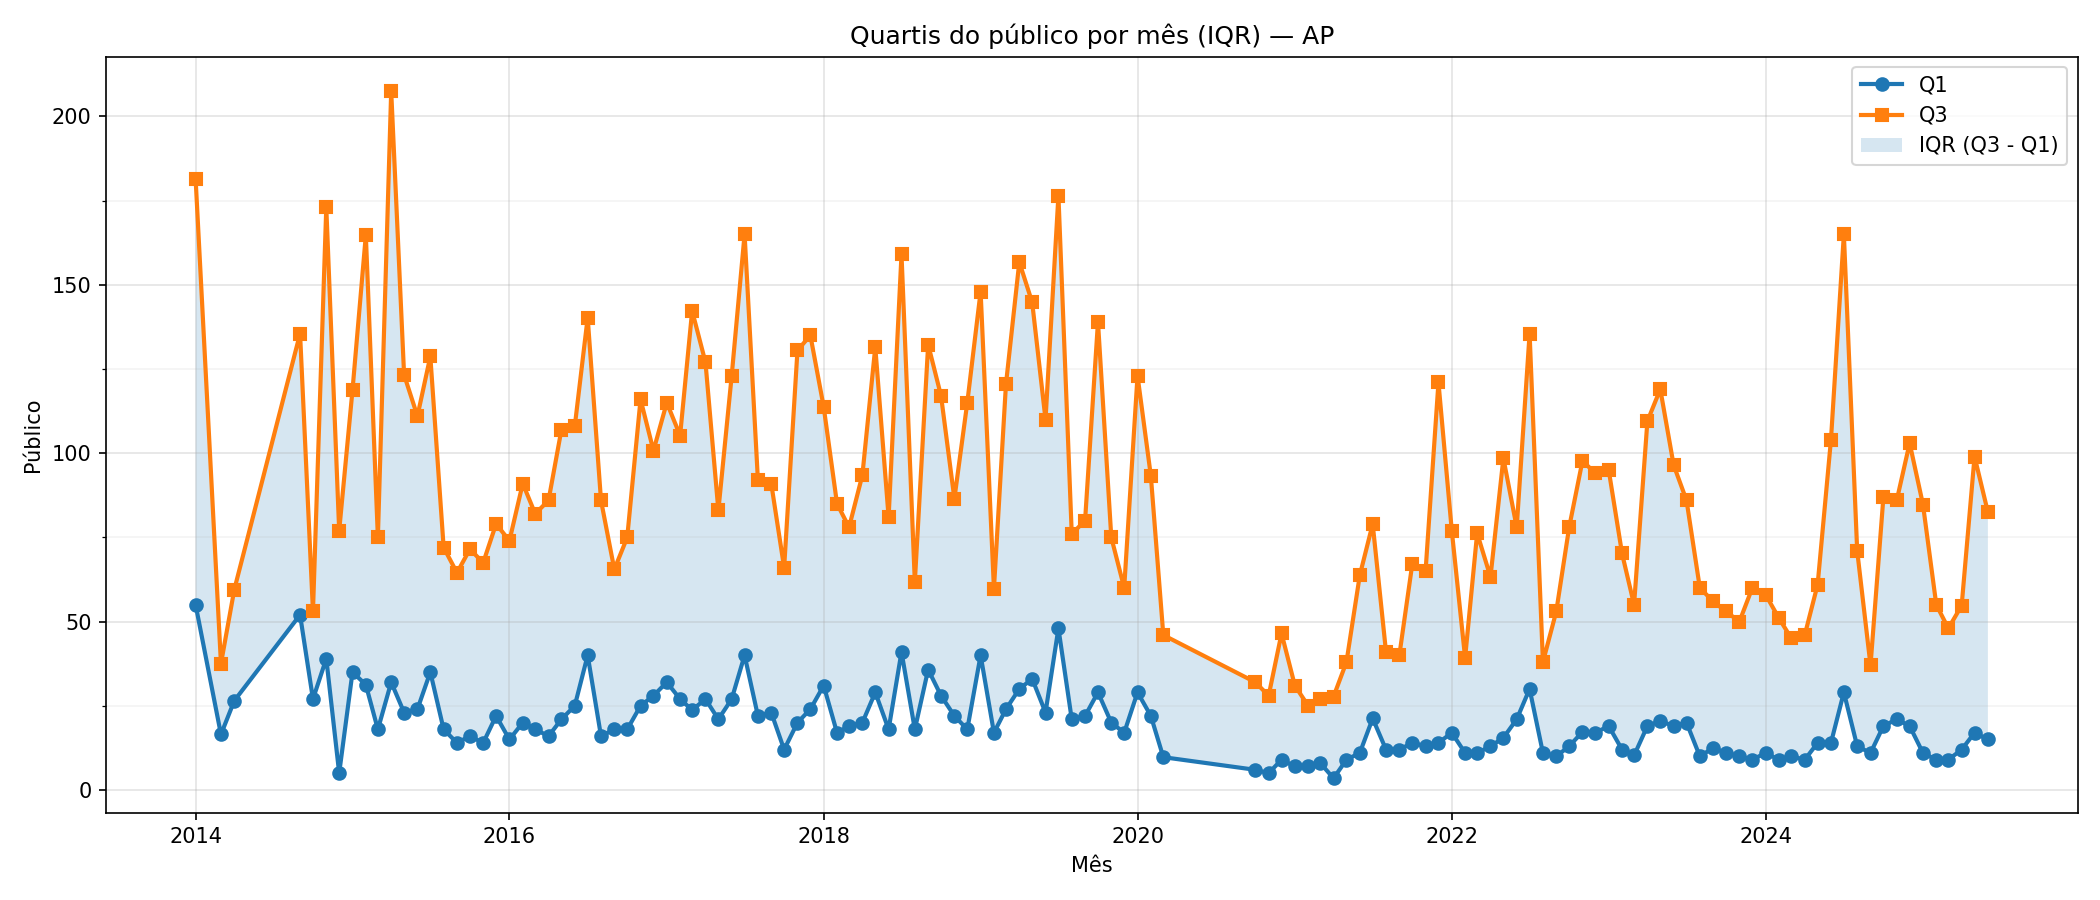 Quartis do público por mês (IQR) — AP
Q1
Q3
IQR (Q3 - Q1)
Público
200
150
100
50
0
2014
2016
2018
2020
2022
2024
Mês